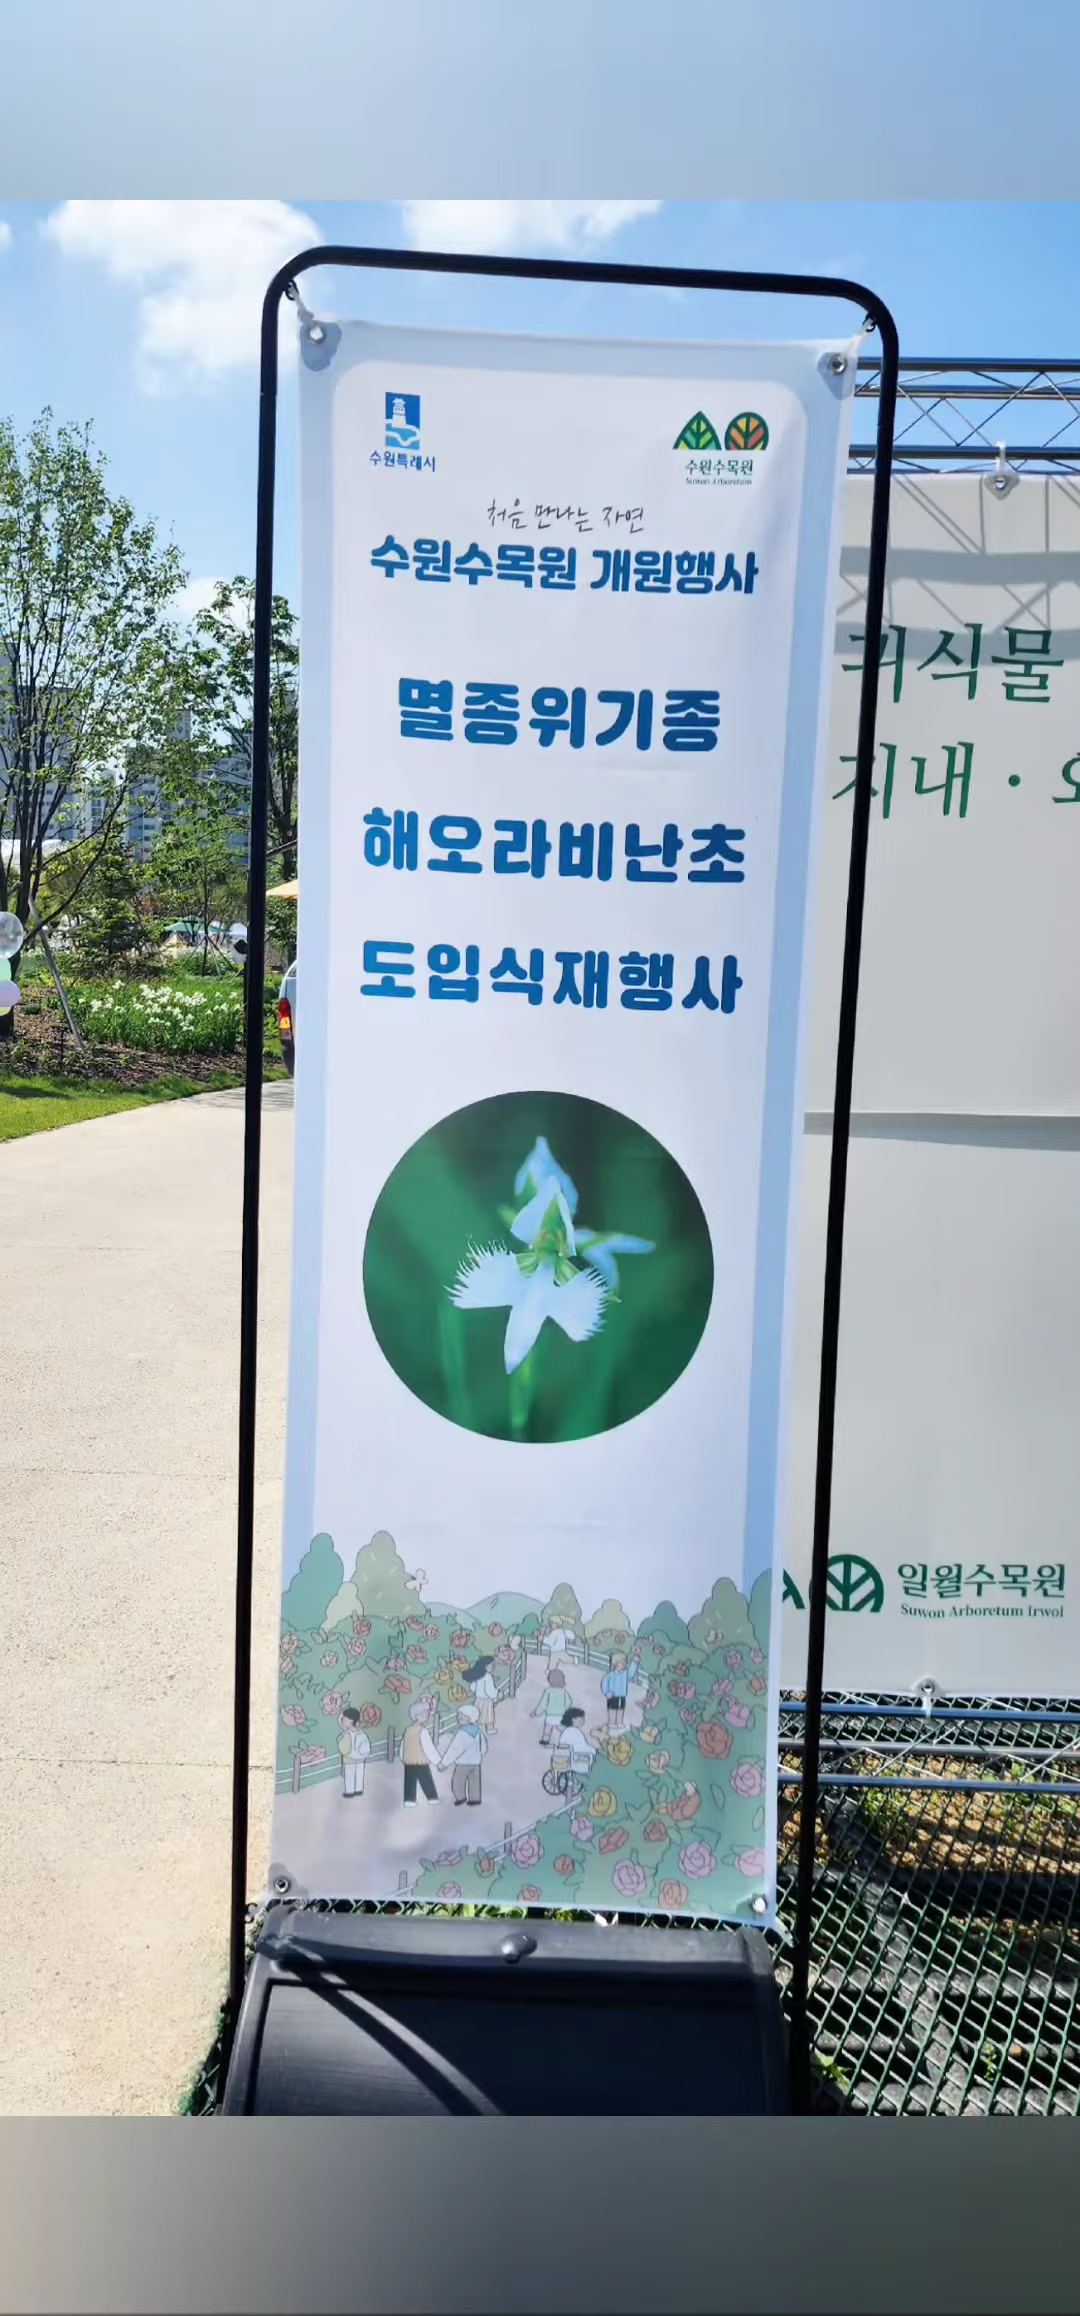 수원특례시
수원수목원
Suwon Arboretum
처음 만나는 자연
수원수목원 개원행사
멸종위기종
해오라비난초
도입식재행사
귀식물
지내 · 오
일월수목원
Suwon Arboretum Irwol